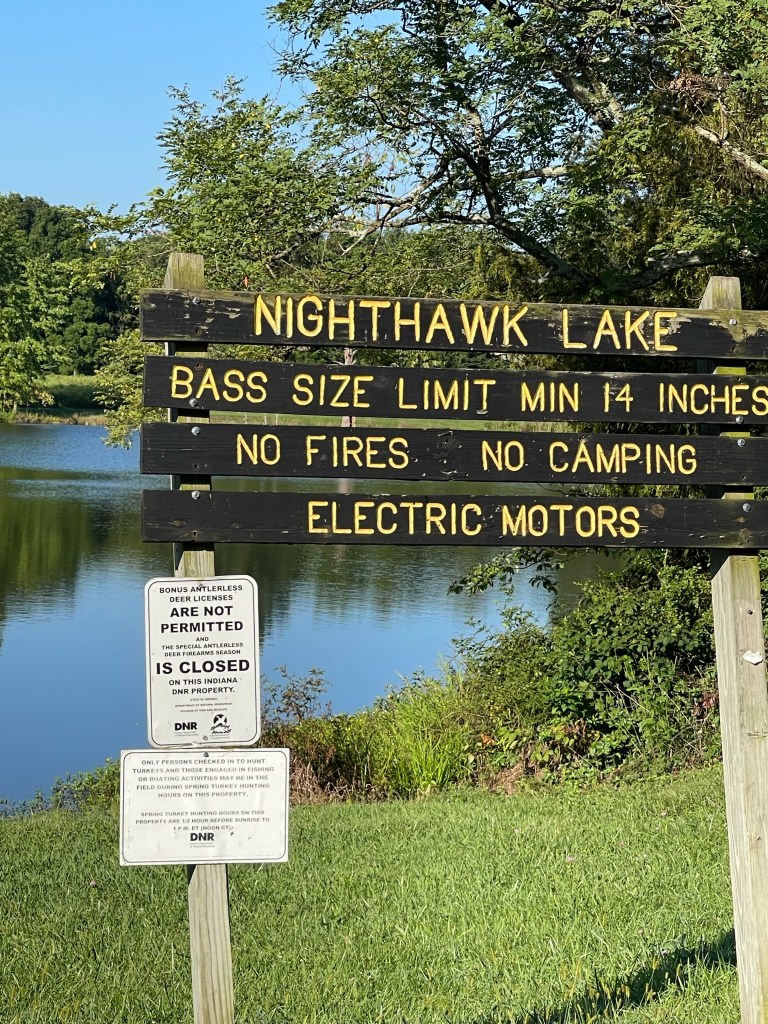 NIGHTHAWK LAKE
BASS SIZE LIMIT MIN 14 INCHES
NO FIRES NO CAMPING
ELECTRIC MOTORS
BONUS ANTLERLESS
DEER LICENSES
ARE NOT
PERMITTED
AND
THE SPECIAL ANTLERLESS
DEER FIREARMS SEASON
IS CLOSED
ON THIS INDIANA
DNR PROPERTY.
DNR
ONLY PERSONS CHECKED IN TO HUNT
TURKEYS AND THOSE ENGAGED IN FISHING
OR BOATING ACTIVITIES MAY BE IN THE
FIELD DURING SPRING TURKEY HUNTING
HOURS ON THIS PROPERTY.
SPRING TURKEY HUNTING HOURS ON THIS
PROPERTY ARE 1/2 HOUR BEFORE SUNRISE TO
1 P.M. ET (NOON CT).
DNR